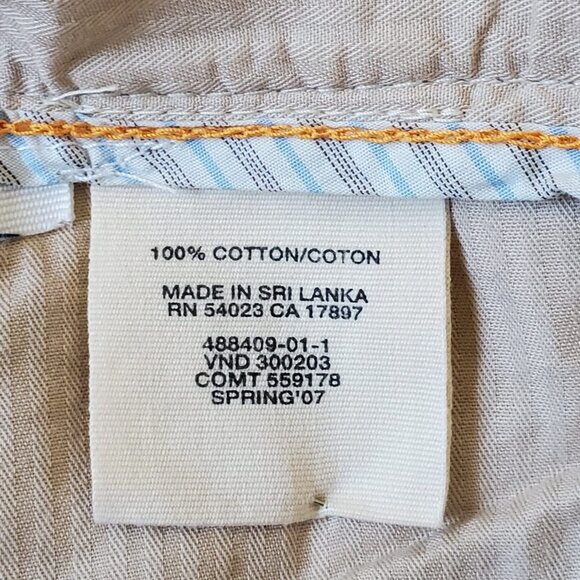 100% COTTON/COTON
MADE IN SRI LANKA
RN 54023 CA 17897
488409-01-1
VND 300203
COMT 559178
SPRING'07